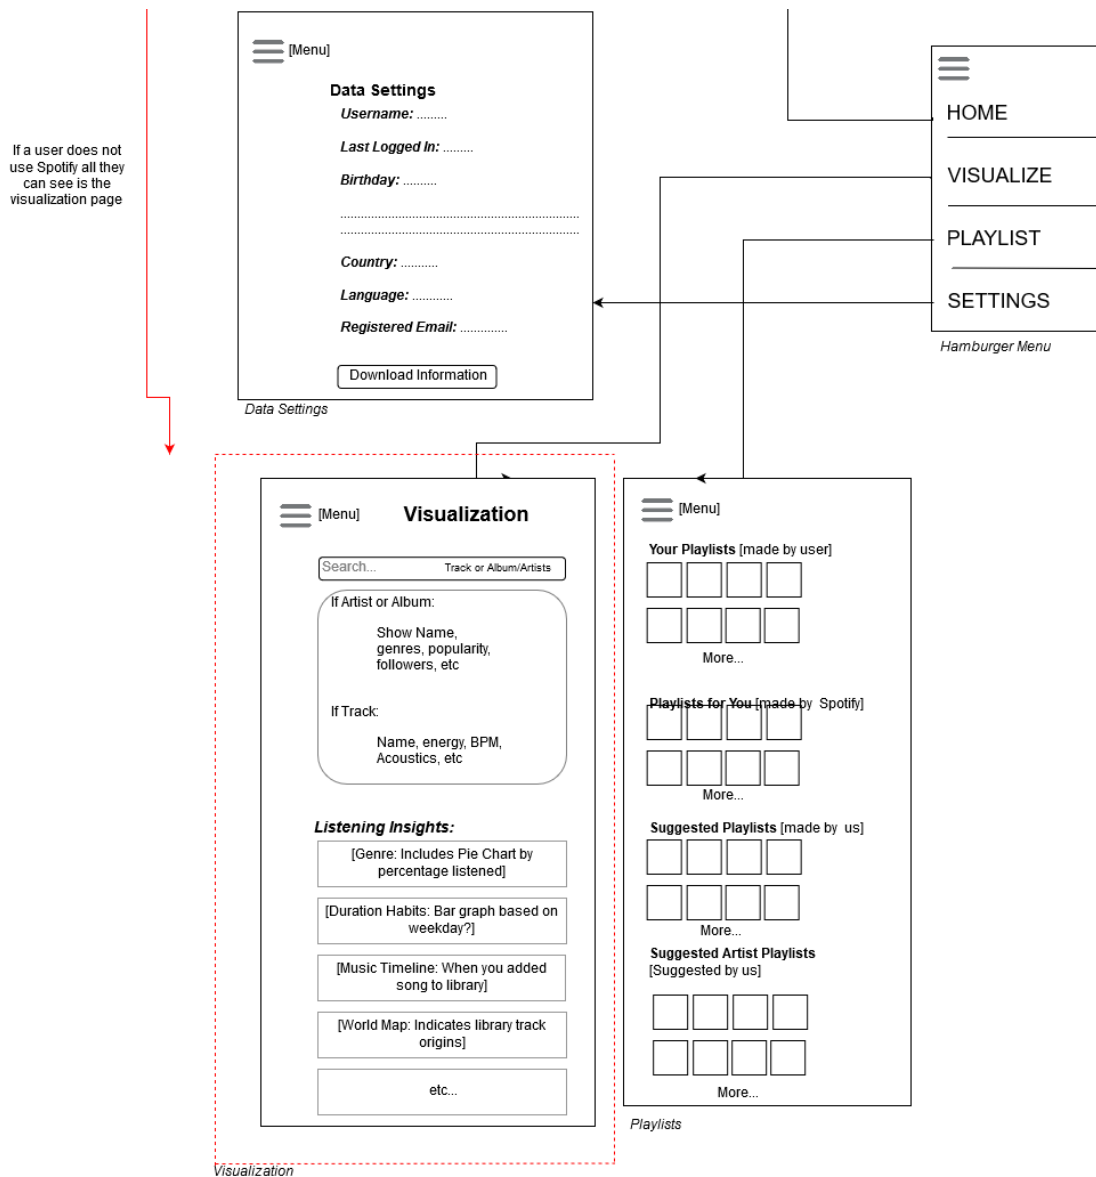 If a user does not
use Spotify all they
can see is the
visualization page
[Menu]
Data Settings
Username: .........
Last Logged In: .........
Birthday: ..........
................................................................................
................................................................................
Country: ...........
Language: ............
Registered Email: ..............
Download Information
Data Settings
HOME
VISUALIZE
PLAYLIST
SETTINGS
Hamburger Menu
[Menu]
Visualization
Search... Track or Album/Artists
If Artist or Album:
Show Name,
genres, popularity,
followers, etc
If Track:
Name, energy, BPM,
Acoustics, etc
Listening Insights:
[Genre: Includes Pie Chart by
percentage listened]
[Duration Habits: Bar graph based on
weekday?]
[Music Timeline: When you added
song to library]
[World Map: Indicates library track
origins]
etc...
Visualization
[Menu]
Your Playlists [made by user]
More...
Playlists for You [made by Spotify]
More...
Suggested Playlists [made by us]
More...
Suggested Artist Playlists
[Suggested by us]
More...
Playlists